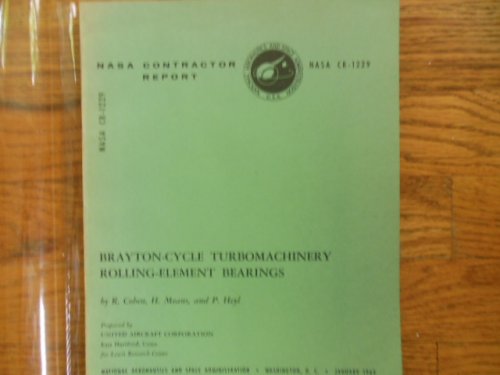 NASA CONTRACTOR REPORT
NASA CR-1229
NASA CR-1229
BRAYTON-CYCLE TURBOMACHINERY
ROLLING-ELEMENT BEARINGS
by R. Cohen, H. Means, and P. Heyl
Prepared by
UNITED AIRCRAFT CORPORATION
East Hartford, Conn
for Lewis Research Center
NATIONAL AERONAUTICS AND SPACE ADMINISTRATION • WASHINGTON, D. C. • JANUARY